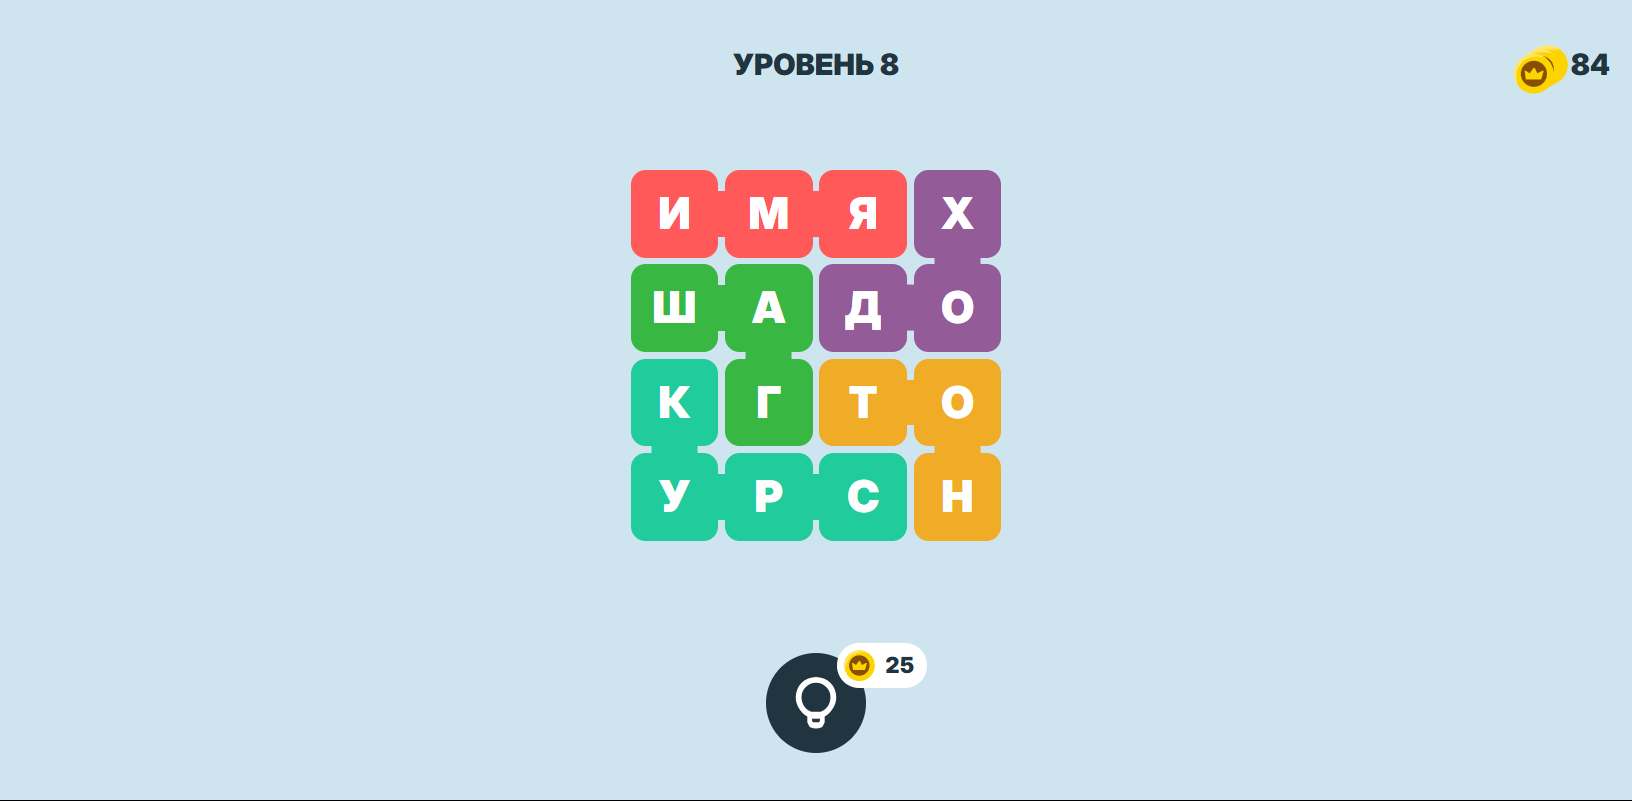 УРОВЕНЬ 8
84
И М Я Х
Ш А Д О
К Г Т О
У Р С Н
25